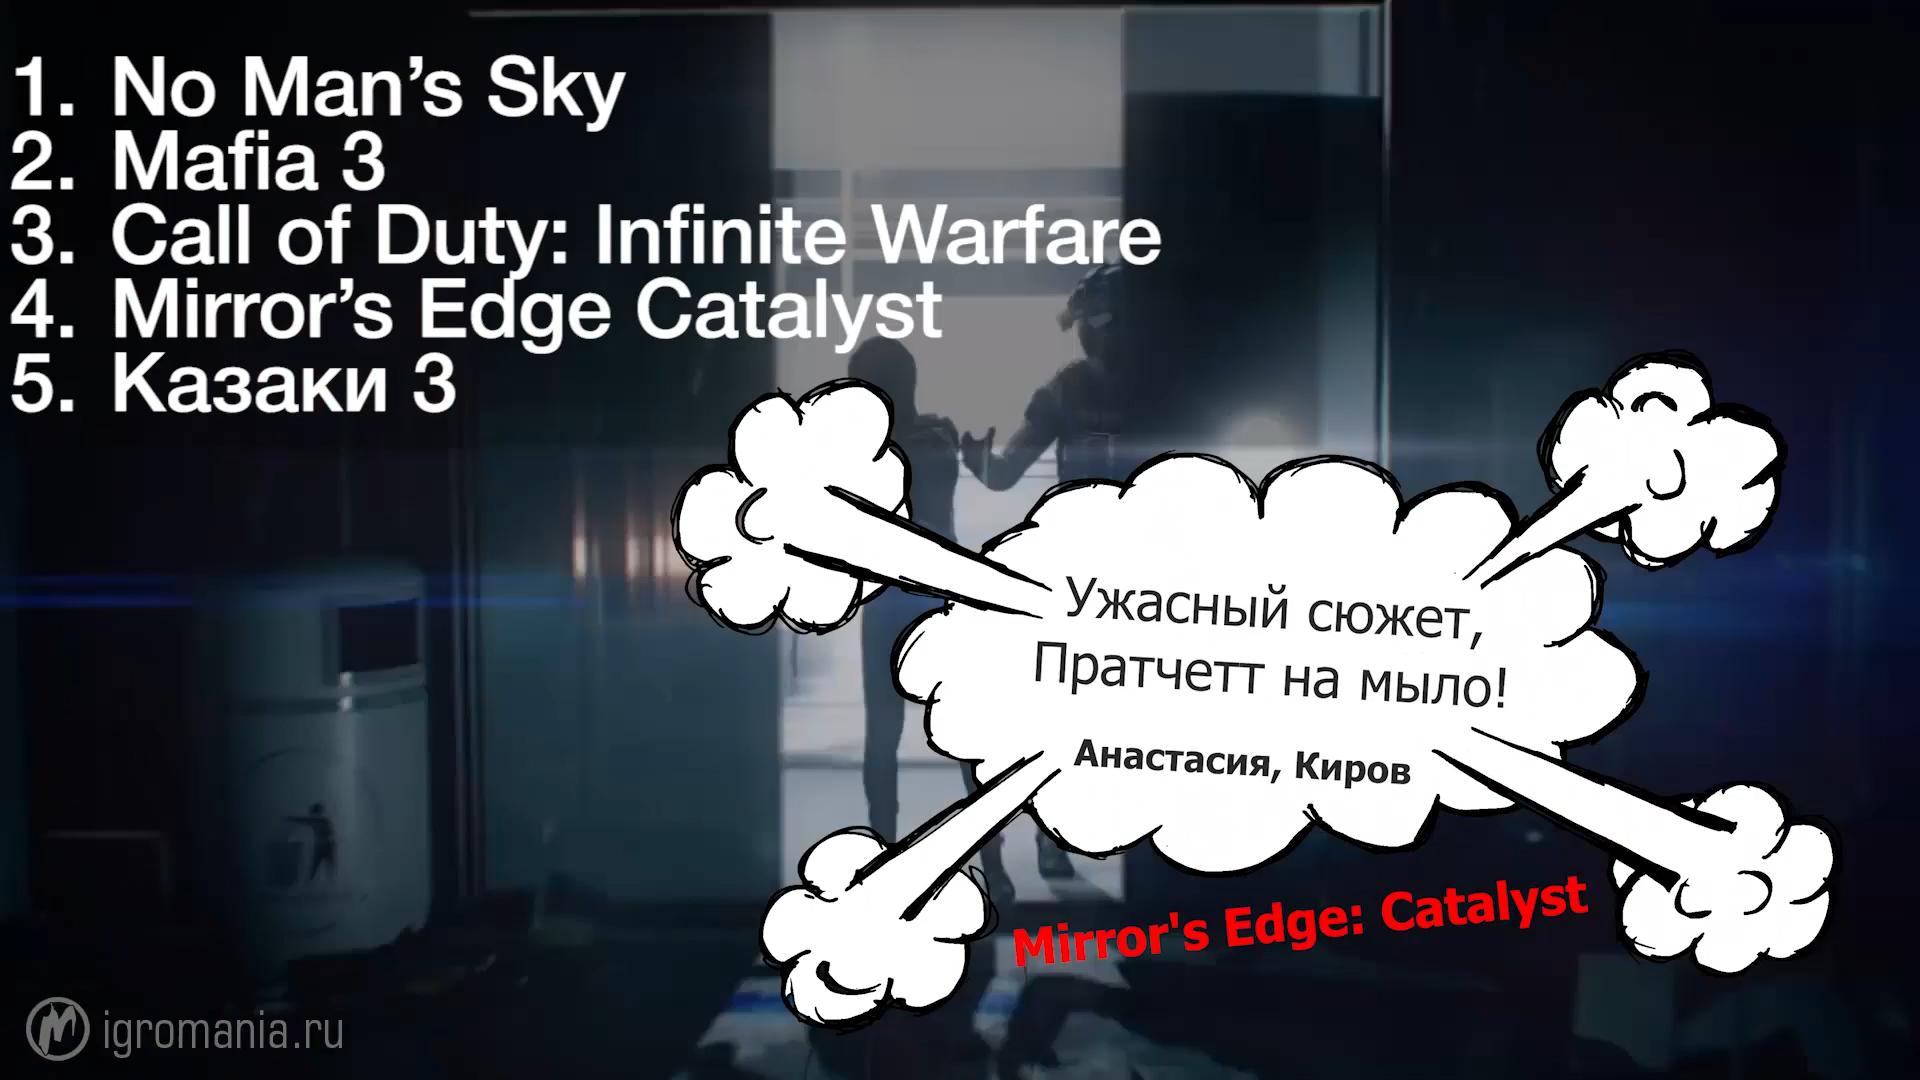 1. No Man’s Sky
2. Mafia 3
3. Call of Duty: Infinite Warfare
4. Mirror’s Edge Catalyst
5. Казаки 3
Ужасный сюжет,
Пратчетт на мыло!
Анастасия, Киров
Mirror's Edge: Catalyst
igromania.ru